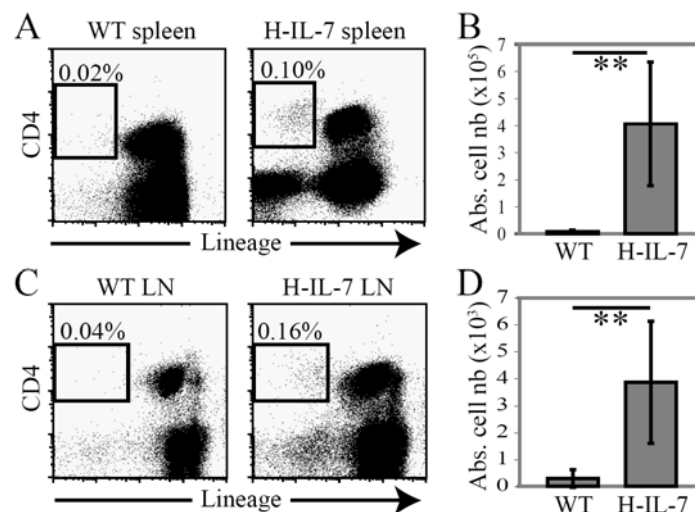 A
WT spleen
H-IL-7 spleen
0.02%
0.10%
CD4
Lineage
B
Abs. cell nb (x10⁵)
7
6
5
4
3
2
1
0
**
WT
H-IL-7
C
WT LN
H-IL-7 LN
0.04%
0.16%
CD4
Lineage
D
Abs. cell nb (x10³)
7
6
5
4
3
2
1
0
**
WT
H-IL-7